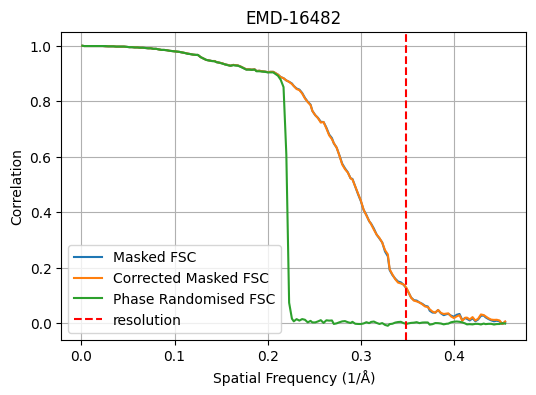 EMD-16482
1.0
0.8
0.6
0.4
0.2
0.0
Correlation
Masked FSC
Corrected Masked FSC
Phase Randomised FSC
resolution
0.0 0.1 0.2 0.3 0.4
Spatial Frequency (1/Å)